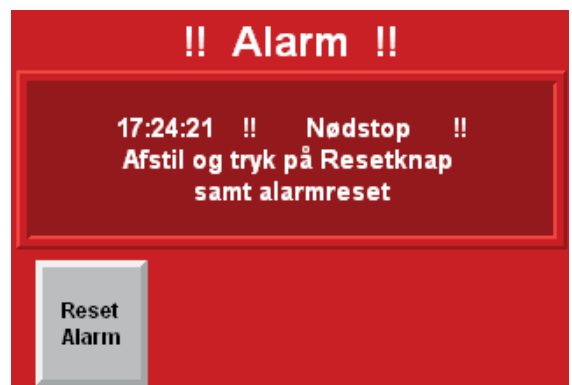 !! Alarm !!
17:24:21 !! Nødstop !!
Afstil og tryk på Resetknap
samt alarmreset
Reset
Alarm